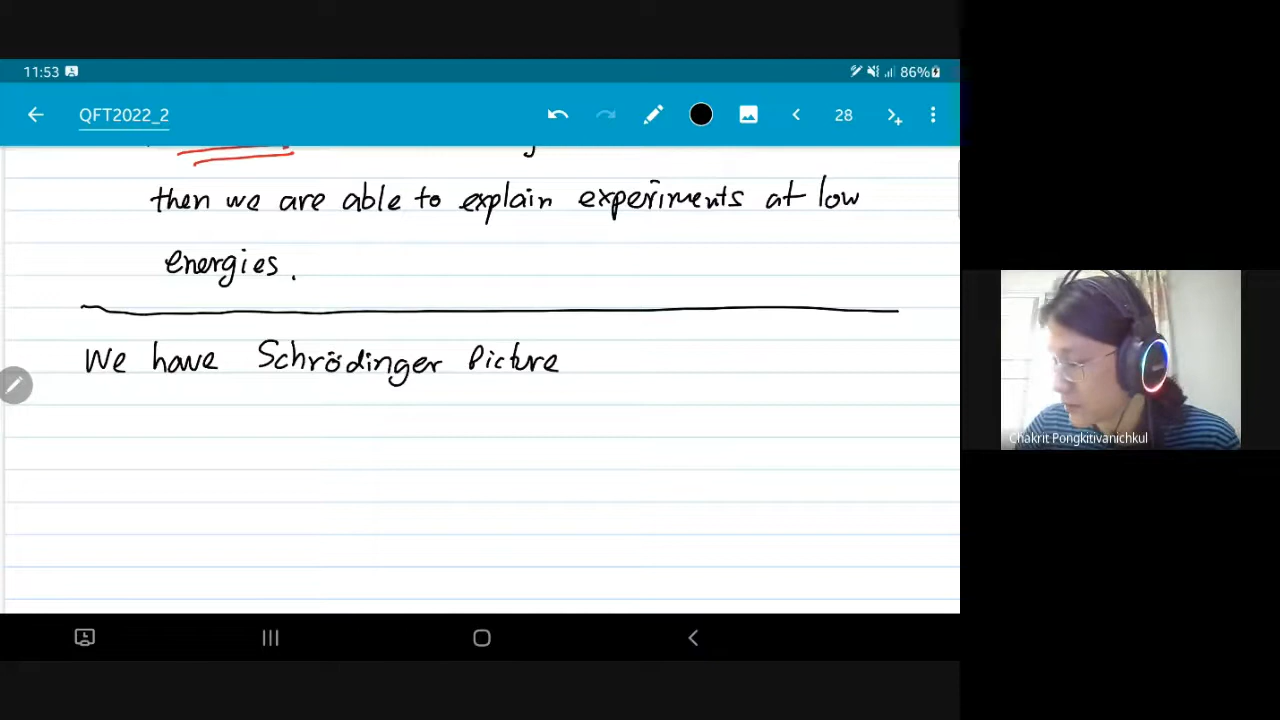 11:53 86%
QFT2022_2 28
then we are able to explain experiments at low
energies.
We have Schrödinger Picture
Chakrit Pongkitivanichkul